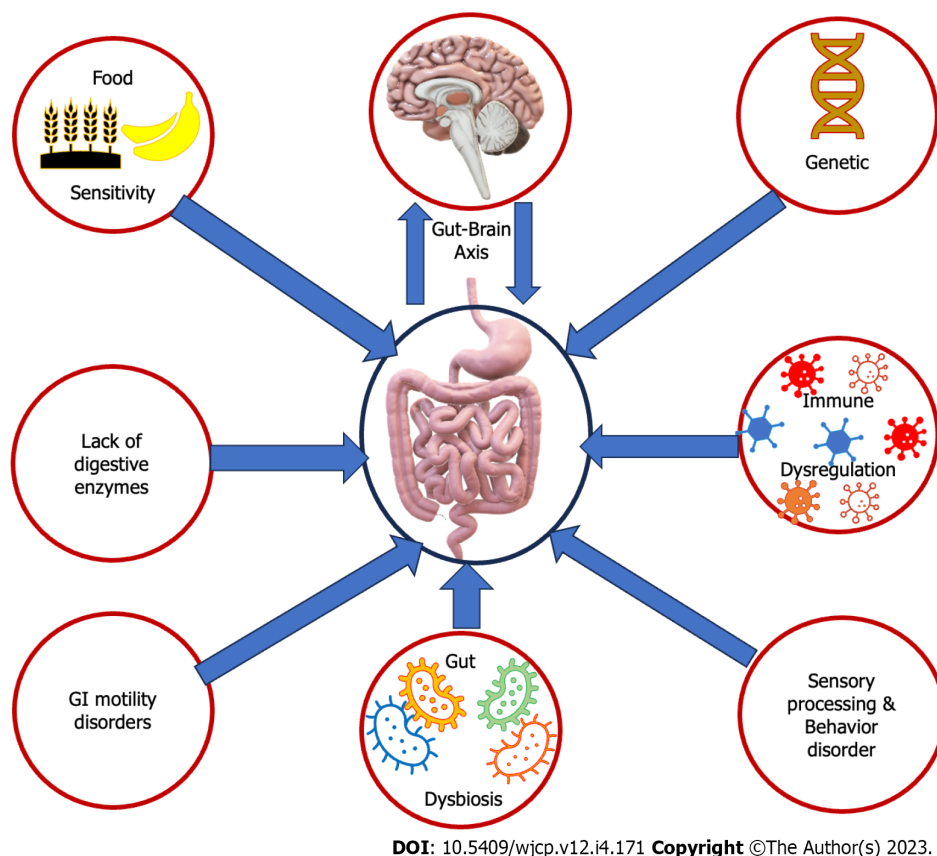 Food
Sensitivity
Gut-Brain
Axis
Genetic
Lack of
digestive
enzymes
Immune
Dysregulation
GI motility
disorders
Gut
Dysbiosis
Sensory
processing &
Behavior
disorder
DOI: 10.5409/wjcp.v12.i4.171 Copyright ©The Author(s) 2023.